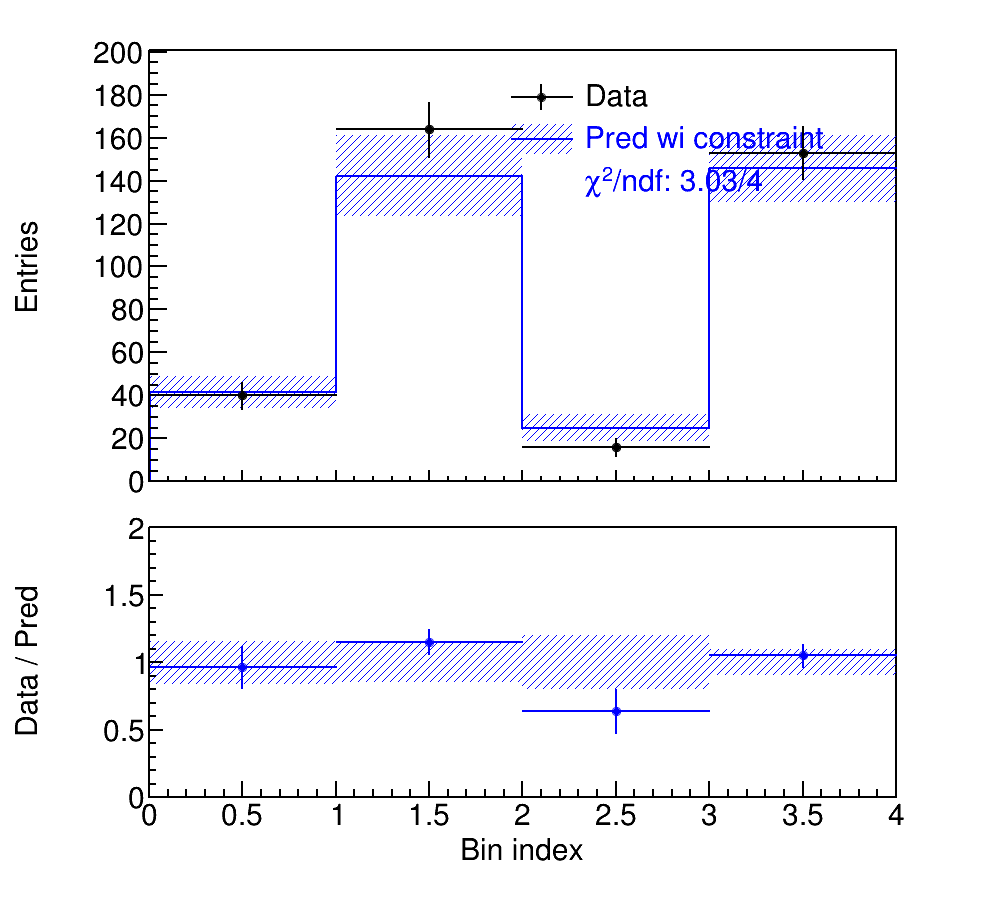 200
180
160
140
120
100
80
60
40
20
0
Entries
Data
Pred wi constraint
χ²/ndf: 3.03/4
2
1.5
1
0.5
0
Data / Pred
0 0.5 1 1.5 2 2.5 3 3.5 4
Bin index